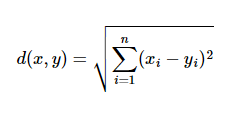 d(x, y) = √(∑_{i=1}^{n} (x_i − y_i)²)